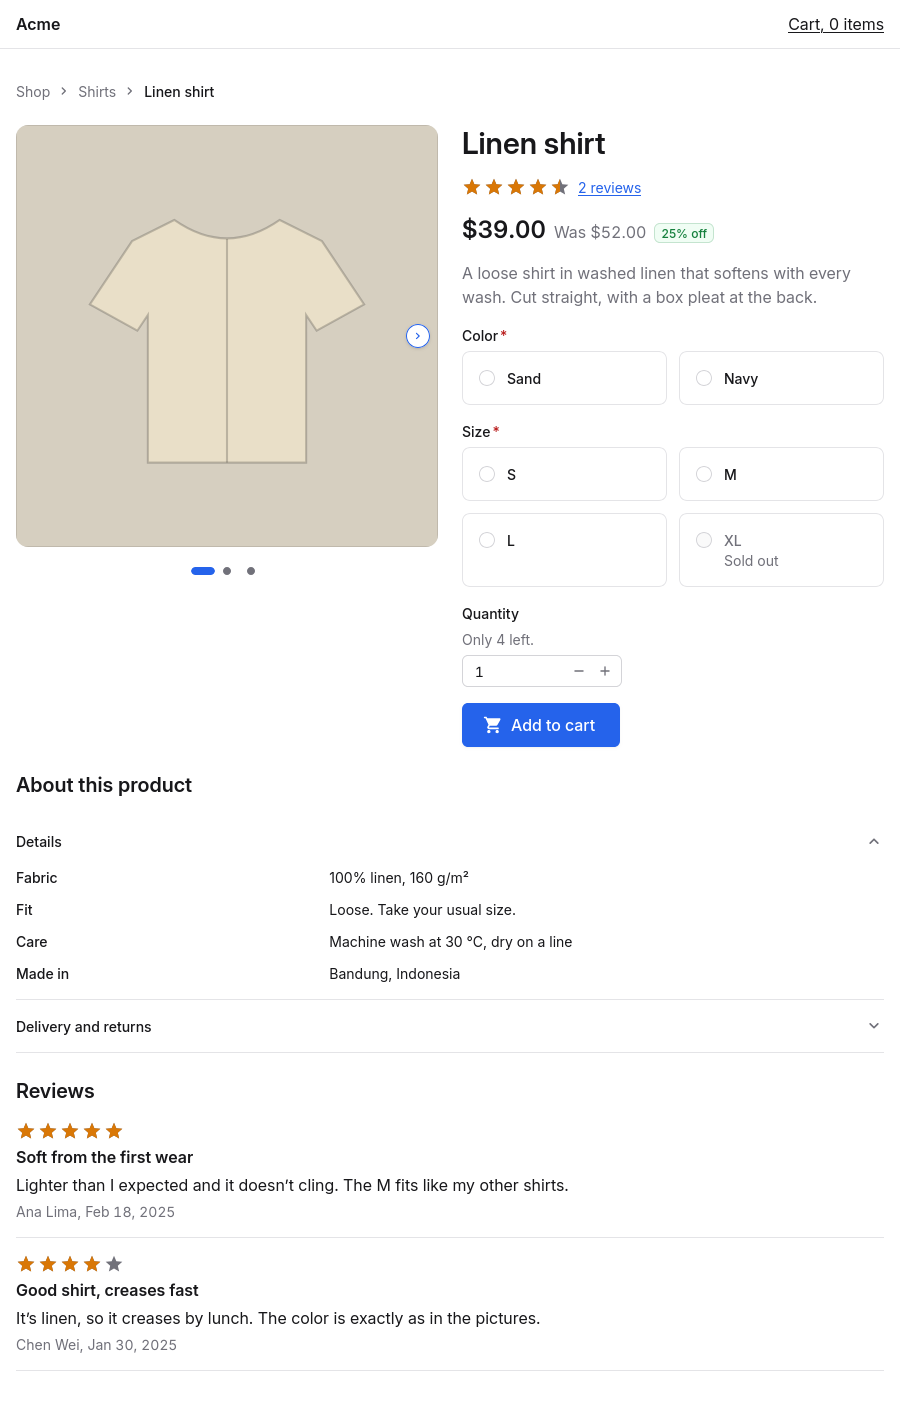 Acme
Cart, 0 items
Shop
Shirts
Linen shirt
Linen shirt
2 reviews
$39.00 Was $52.00 25% off
A loose shirt in washed linen that softens with every
wash. Cut straight, with a box pleat at the back.
Color*
Sand
Navy
Size*
S
M
L
XL
Sold out
Quantity
Only 4 left.
1
Add to cart
About this product
Details
Fabric 100% linen, 160 g/m²
Fit Loose. Take your usual size.
Care Machine wash at 30 °C, dry on a line
Made in Bandung, Indonesia
Delivery and returns
Reviews
Soft from the first wear
Lighter than I expected and it doesn’t cling. The M fits like my other shirts.
Ana Lima, Feb 18, 2025
Good shirt, creases fast
It’s linen, so it creases by lunch. The color is exactly as in the pictures.
Chen Wei, Jan 30, 2025